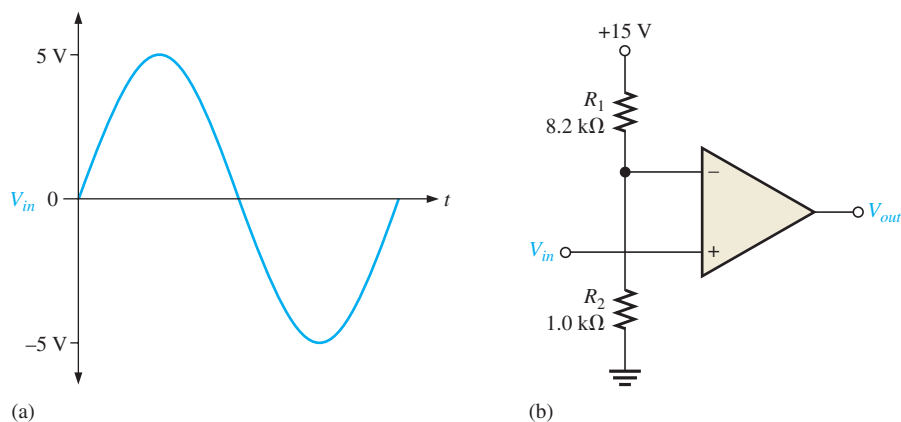 5 V
V_in 0
t
–5 V
(a)
+15 V
R₁
8.2 kΩ
–
V_out
V_in
+
R₂
1.0 kΩ
(b)